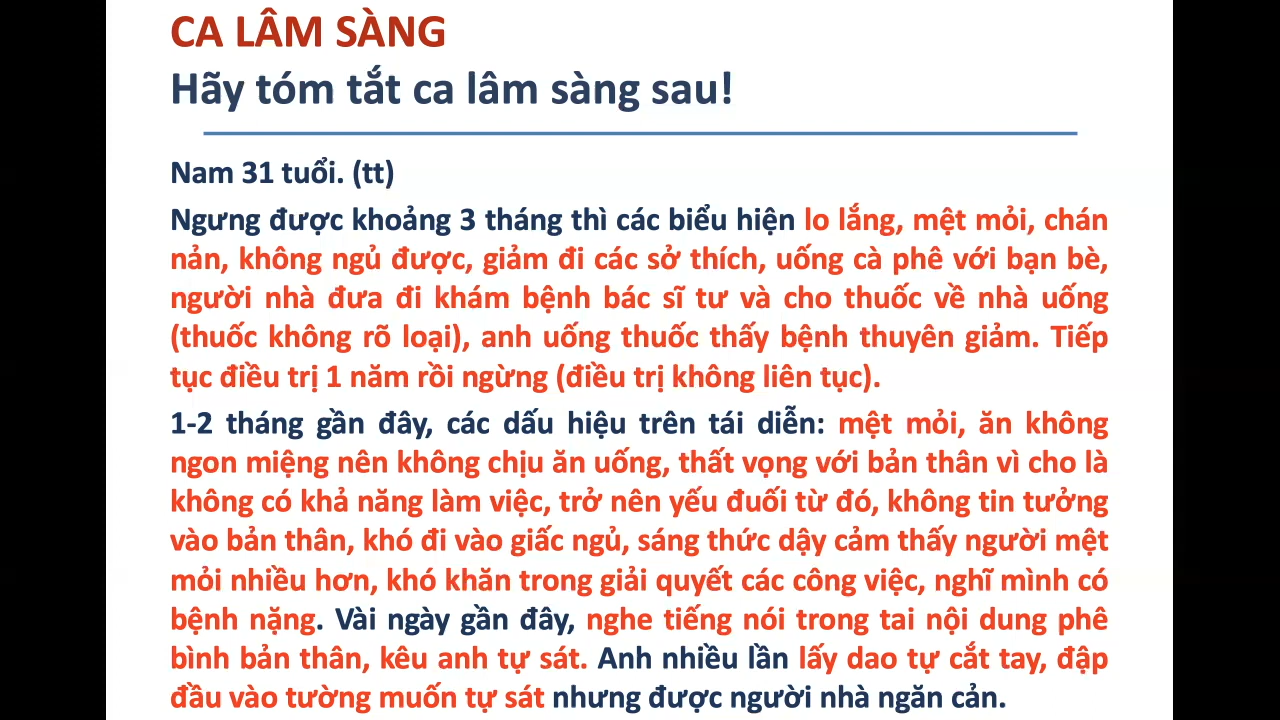 CA LÂM SÀNG
Hãy tóm tắt ca lâm sàng sau!
Nam 31 tuổi. (tt)
Ngưng được khoảng 3 tháng thì các biểu hiện lo lắng, mệt mỏi, chán
nản, không ngủ được, giảm đi các sở thích, uống cà phê với bạn bè,
người nhà đưa đi khám bệnh bác sĩ tư và cho thuốc về nhà uống
(thuốc không rõ loại), anh uống thuốc thấy bệnh thuyên giảm. Tiếp
tục điều trị 1 năm rồi ngừng (điều trị không liên tục).
1-2 tháng gần đây, các dấu hiệu trên tái diễn: mệt mỏi, ăn không
ngon miệng nên không chịu ăn uống, thất vọng với bản thân vì cho là
không có khả năng làm việc, trở nên yếu đuối từ đó, không tin tưởng
vào bản thân, khó đi vào giấc ngủ, sáng thức dậy cảm thấy người mệt
mỏi nhiều hơn, khó khăn trong giải quyết các công việc, nghĩ mình có
bệnh nặng. Vài ngày gần đây, nghe tiếng nói trong tai nội dung phê
bình bản thân, kêu anh tự sát. Anh nhiều lần lấy dao tự cắt tay, đập
đầu vào tường muốn tự sát nhưng được người nhà ngăn cản.